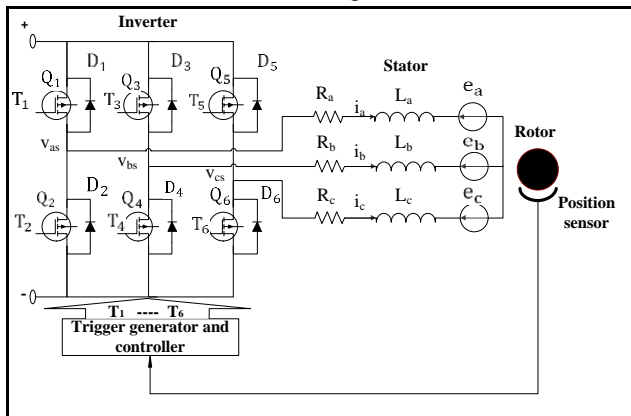 Inverter
+
D1
D3
D5
Q1
Q3
Q5
T1
T3
T5
Stator
Ra
ia
La
ea
Rb
ib
Lb
eb
Rc
ic
Lc
ec
Rotor
Position
sensor
vas
vbs
vcs
D2
D4
D6
Q2
Q4
Q6
T2
T4
T6
-
T1 ---- T6
Trigger generator and
controller